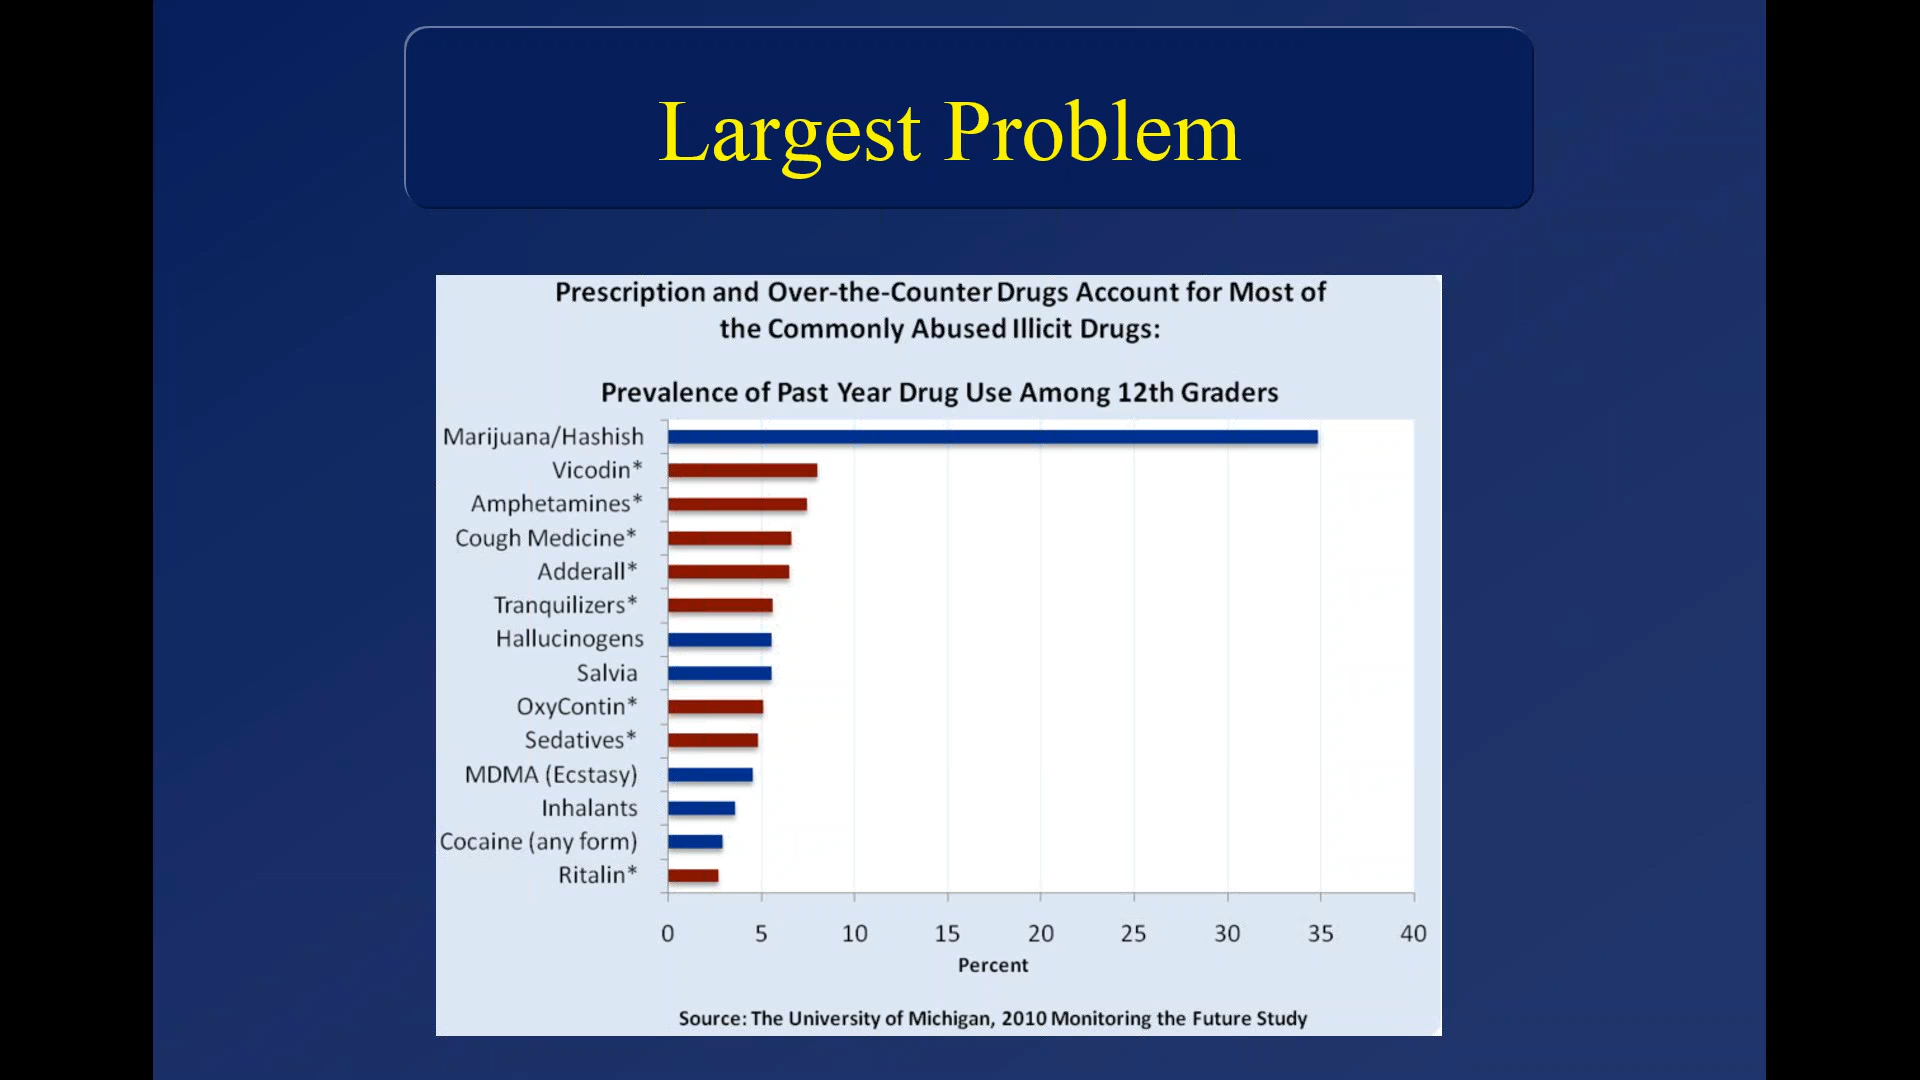 Largest Problem
Prescription and Over-the-Counter Drugs Account for Most of
the Commonly Abused Illicit Drugs:
Prevalence of Past Year Drug Use Among 12th Graders
Marijuana/Hashish
Vicodin*
Amphetamines*
Cough Medicine*
Adderall*
Tranquilizers*
Hallucinogens
Salvia
OxyContin*
Sedatives*
MDMA (Ecstasy)
Inhalants
Cocaine (any form)
Ritalin*
0 5 10 15 20 25 30 35 40
Percent
Source: The University of Michigan, 2010 Monitoring the Future Study